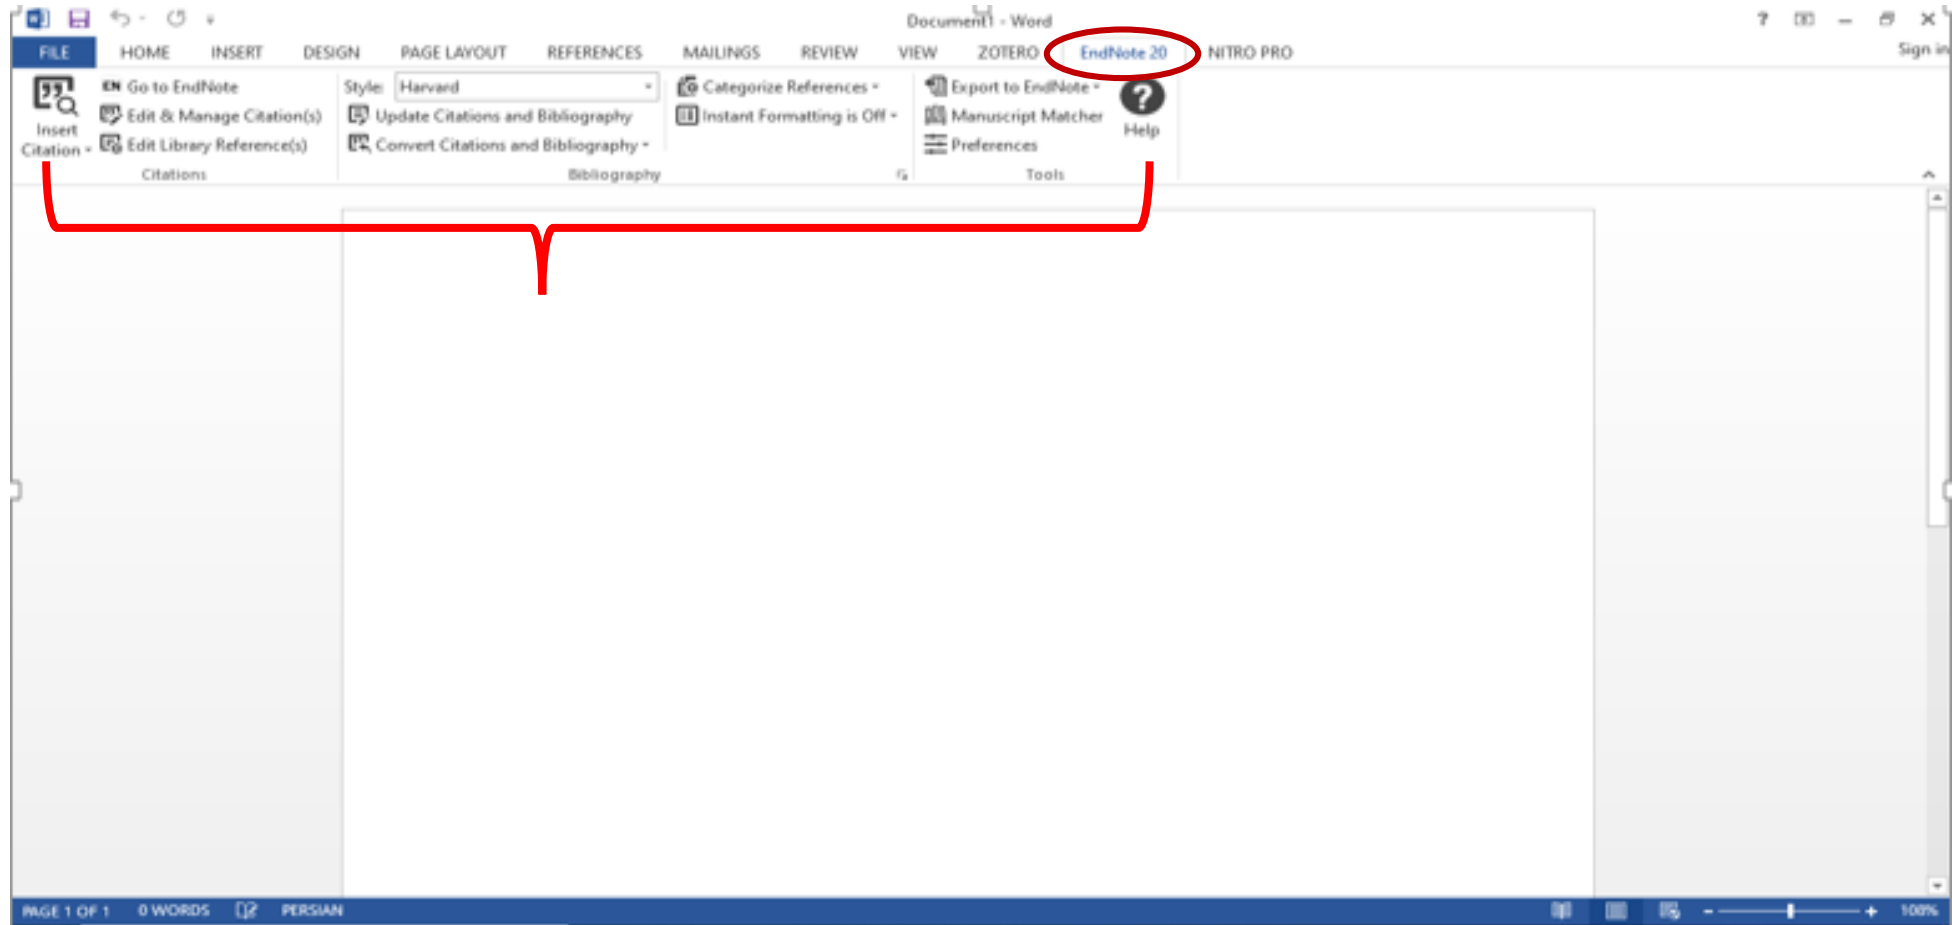 Document1 - Word
FILE HOME INSERT DESIGN PAGE LAYOUT REFERENCES MAILINGS REVIEW VIEW ZOTERO EndNote 20 NITRO PRO Sign in
Insert Citation
EN Go to EndNote
Edit & Manage Citation(s)
Edit Library Reference(s)
Citations
Style: Harvard
Update Citations and Bibliography
Convert Citations and Bibliography
Categorize References
Instant Formatting is Off
Bibliography
Export to EndNote
Manuscript Matcher
Preferences
Help
Tools
PAGE 1 OF 1 0 WORDS PERSIAN 100%